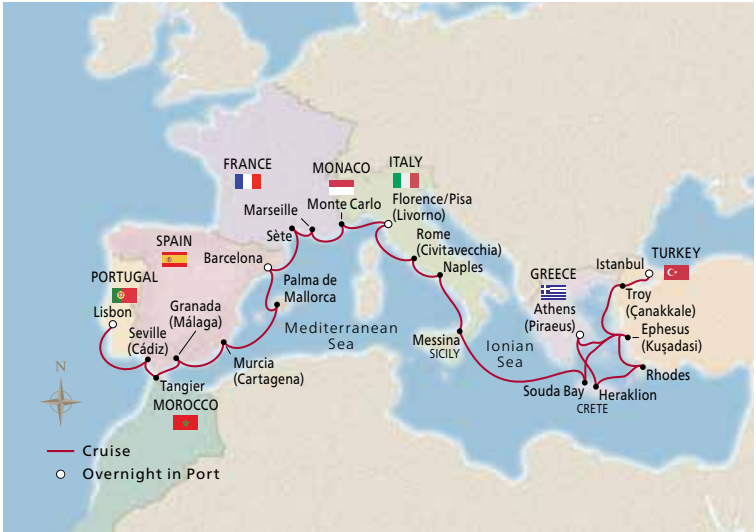 FRANCE
MONACO
ITALY
Marseille
Monte Carlo
Florence/Pisa
(Livorno)
Sète
Rome
(Civitavecchia)
SPAIN
Barcelona
Naples
PORTUGAL
Lisbon
Palma de
Mallorca
Granada
(Málaga)
Seville
(Cádiz)
Mediterranean
Sea
Murcia
(Cartagena)
Tangier
MOROCCO
Messina
SICILY
Ionian
Sea
GREECE
Athens
(Piraeus)
Istanbul
TURKEY
Troy
(Çanakkale)
Ephesus
(Kuşadasi)
Rhodes
Souda Bay
Heraklion
CRETE
N
Cruise
Overnight in Port